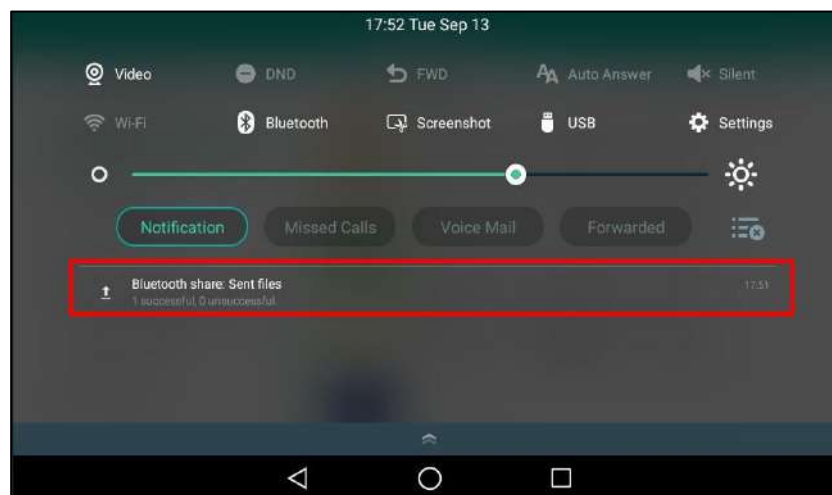 17:52 Tue Sep 13
Video DND FWD AA Auto Answer Silent
Wi-Fi Bluetooth Screenshot USB Settings
Notification Missed Calls Voice Mail Forwarded
Bluetooth share: Sent files 17:51
1 successful, 0 unsuccessful.